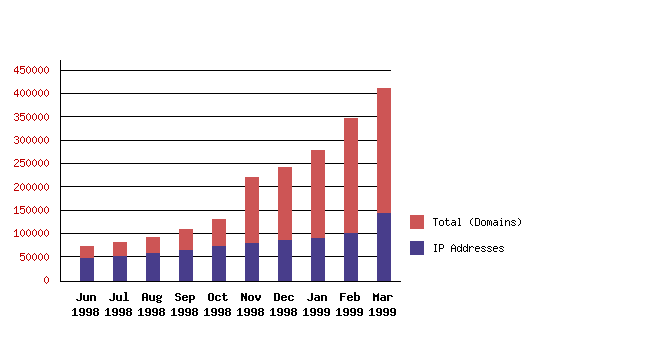 450000
400000
350000
300000
250000
200000
150000
100000
50000
0
Jun Jul Aug Sep Oct Nov Dec Jan Feb Mar
1998 1998 1998 1998 1998 1998 1998 1999 1999 1999
Total (Domains)
IP Addresses